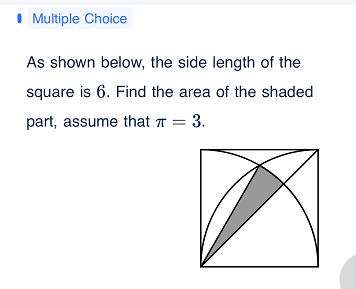 Multiple Choice
As shown below, the side length of the
square is 6. Find the area of the shaded
part, assume that π = 3.